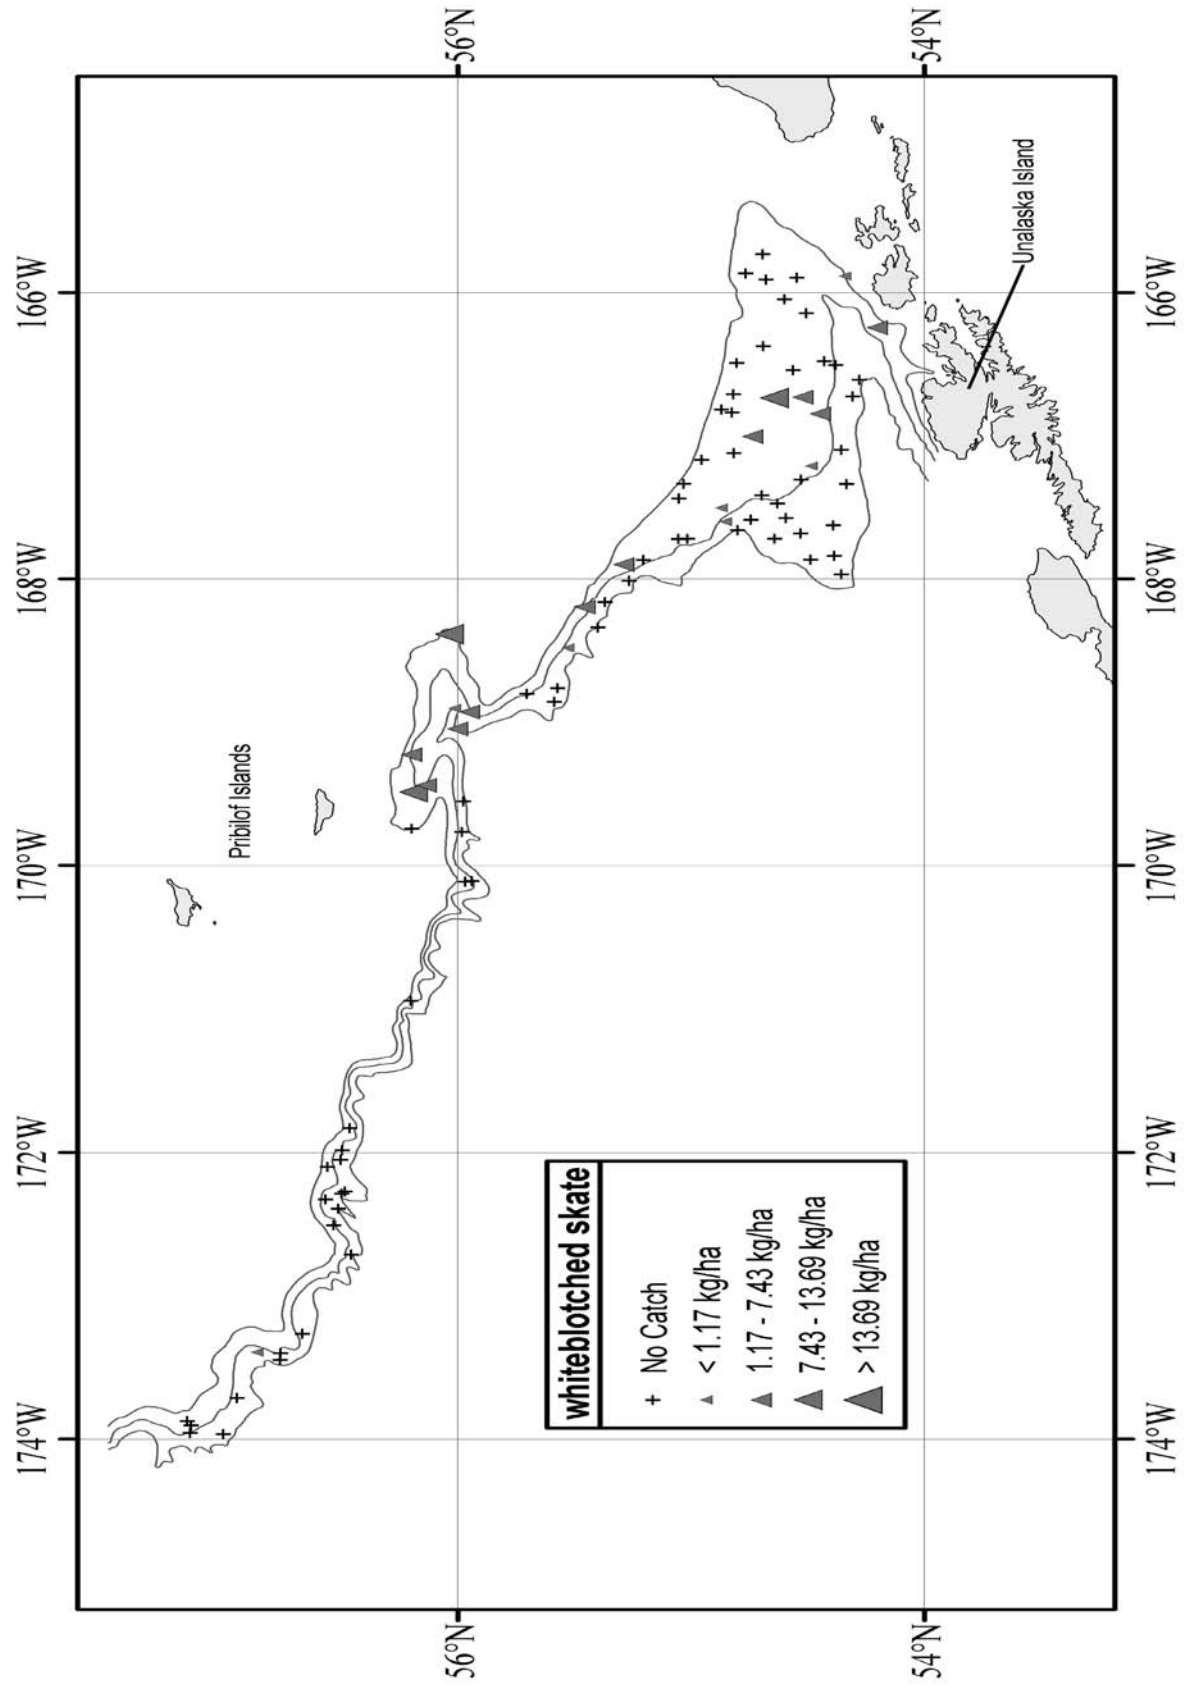 174°W
172°W
170°W
168°W
166°W
56°N
56°N
54°N
54°N
Pribilof Islands
Unalaska Island
whiteblotched skate
No Catch
< 1.17 kg/ha
1.17 - 7.43 kg/ha
7.43 - 13.69 kg/ha
> 13.69 kg/ha
174°W
172°W
170°W
168°W
166°W